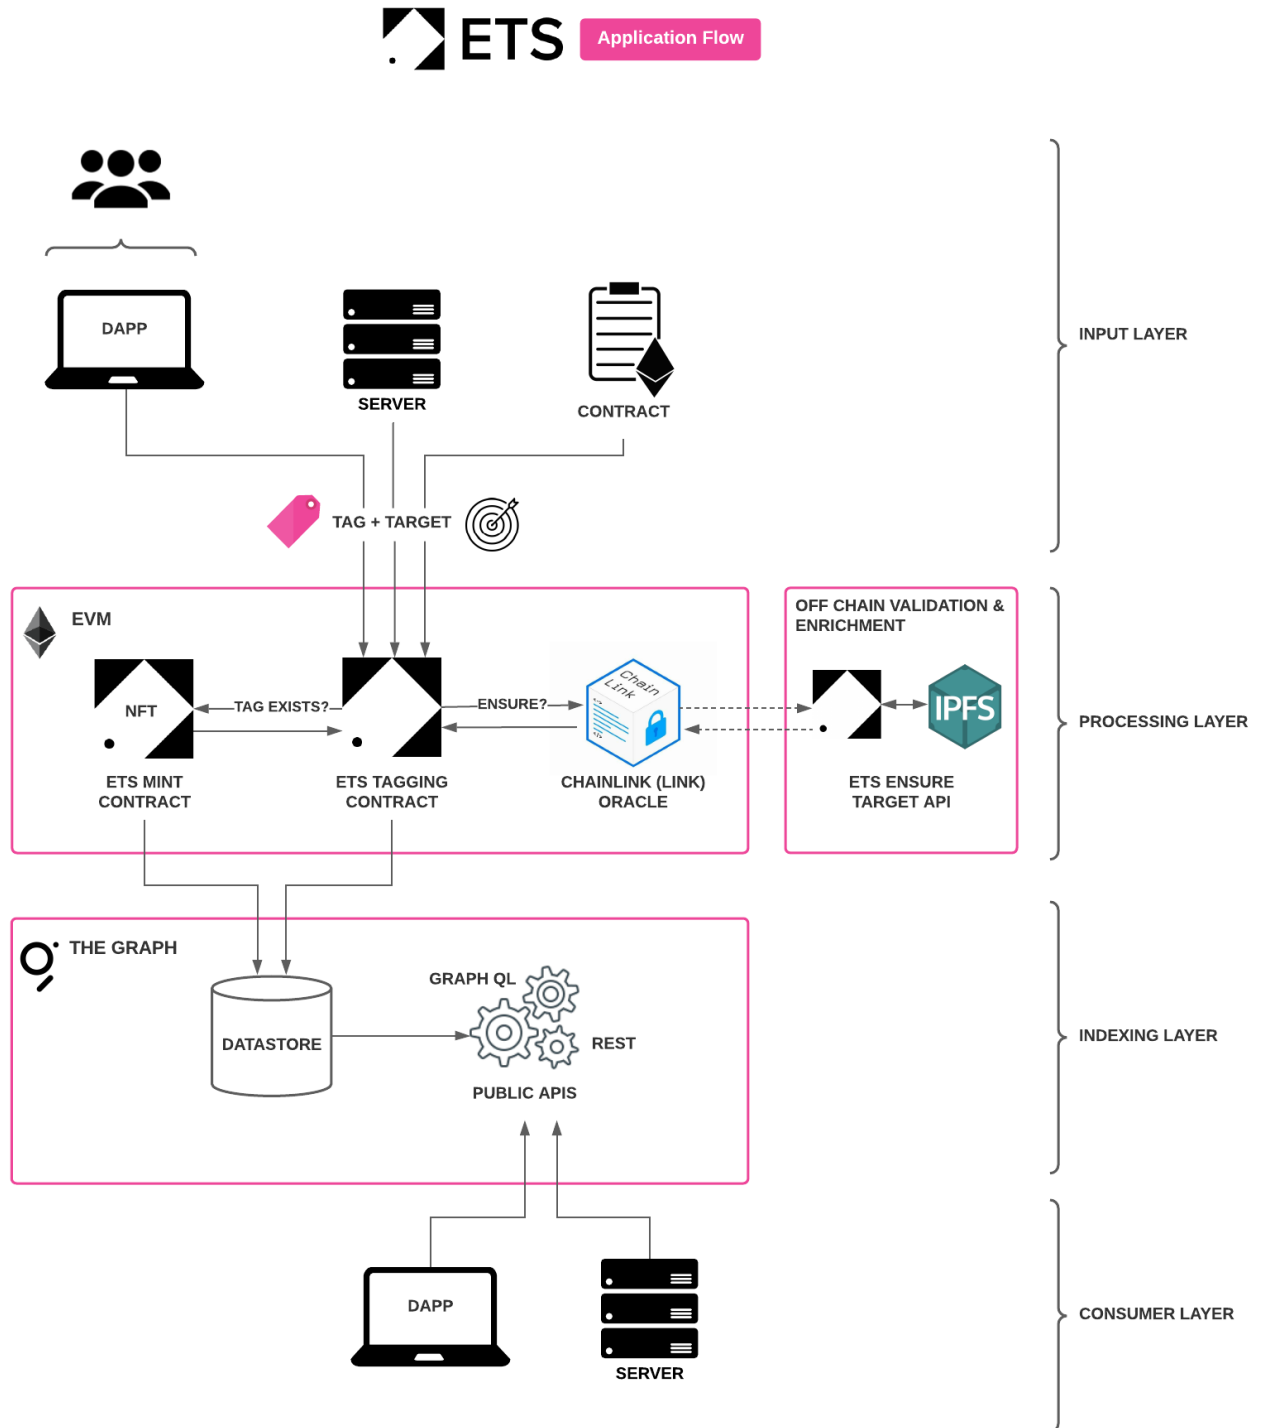 ETS
Application Flow
DAPP
SERVER
CONTRACT
INPUT LAYER
TAG + TARGET
EVM
OFF CHAIN VALIDATION &
ENRICHMENT
NFT
TAG EXISTS?
ENSURE?
Chain
Link
IPFS
PROCESSING LAYER
ETS MINT
CONTRACT
ETS TAGGING
CONTRACT
CHAINLINK (LINK)
ORACLE
ETS ENSURE
TARGET API
THE GRAPH
GRAPH QL
DATASTORE
REST
PUBLIC APIS
INDEXING LAYER
DAPP
SERVER
CONSUMER LAYER